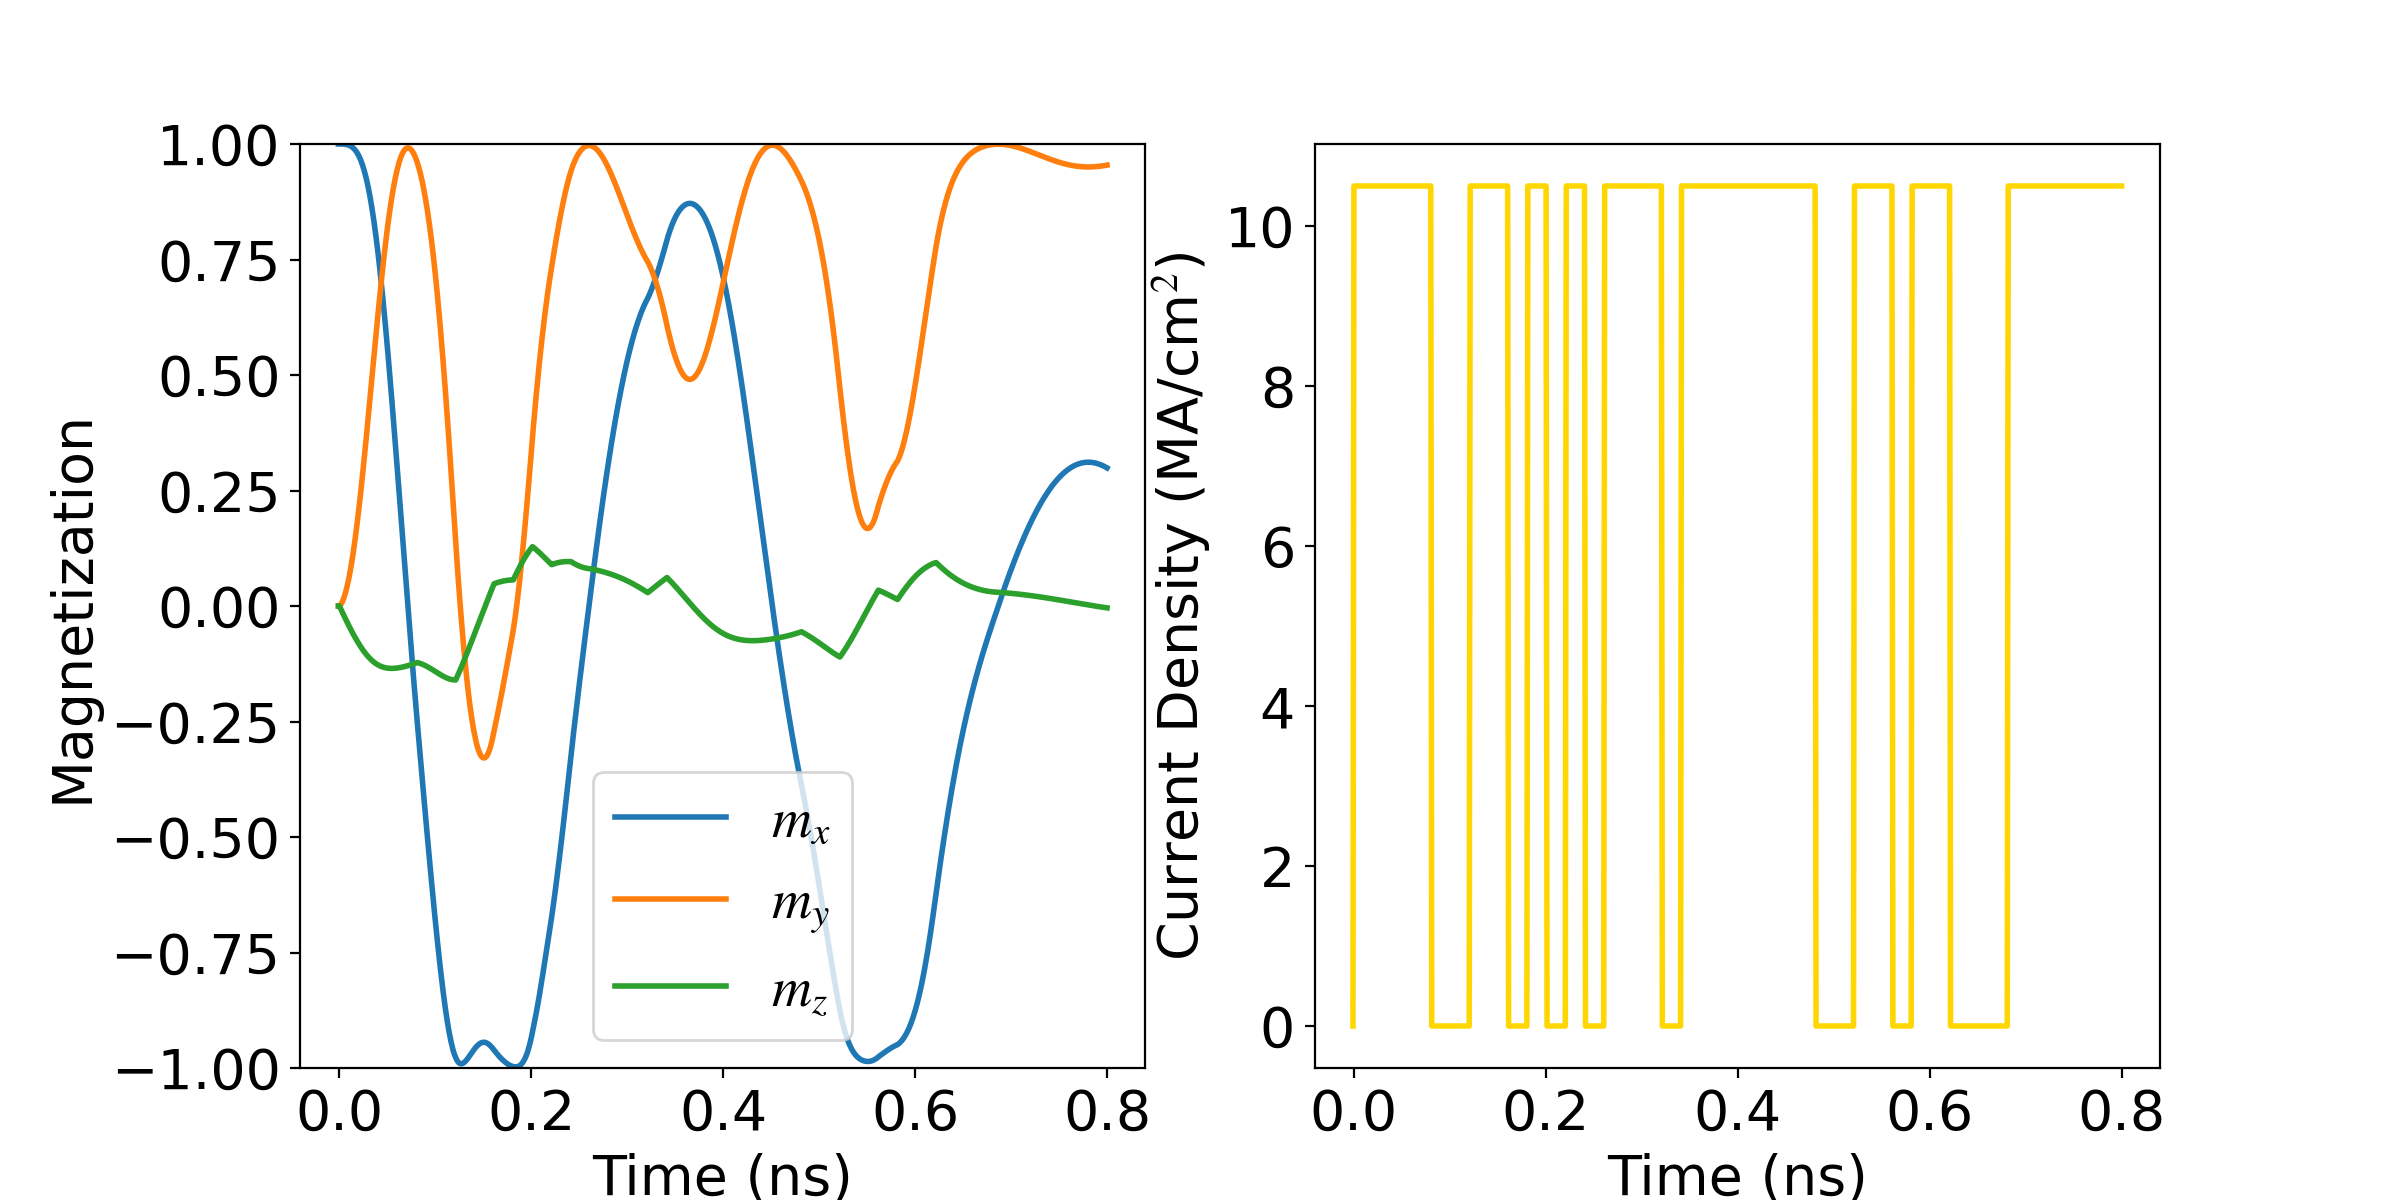 Magnetization
1.00
0.75
0.50
0.25
0.00
−0.25
−0.50
−0.75
−1.00
m_x
m_y
m_z
0.0 0.2 0.4 0.6 0.8
Time (ns)
Current Density (MA/cm²)
10
8
6
4
2
0
0.0 0.2 0.4 0.6 0.8
Time (ns)